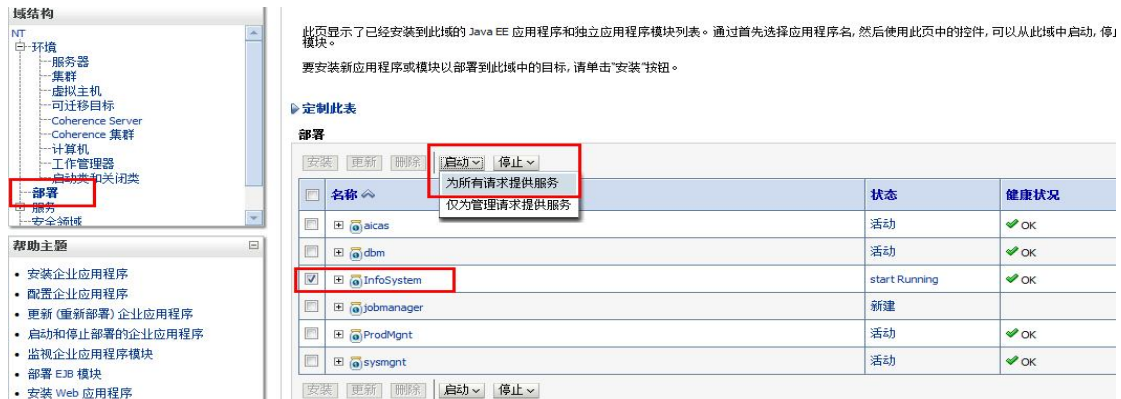 域结构
NT
环境
服务器
集群
虚拟主机
可迁移目标
Coherence Server
Coherence 集群
计算机
工作管理器
启动类和关闭类
部署
服务
安全领域
帮助主题
安装企业应用程序
配置企业应用程序
更新 (重新部署) 企业应用程序
启动和停止部署的企业应用程序
监视企业应用程序模块
部署 EJB 模块
安装 Web 应用程序
此页显示了已经安装到此域的 Java EE 应用程序和独立应用程序模块列表。通过首先选择应用程序名, 然后使用此页中的控件, 可以从此域中启动, 停
模块。
要安装新应用程序或模块以部署到此域中的目标, 请单击"安装"按钮。
定制此表
部署
安装 更新 删除 启动 停止
为所有请求提供服务
仅为管理请求提供服务
名称 状态 健康状况
aicas 活动 OK
dbm 活动 OK
InfoSystem start Running OK
jobmanager 新建
ProdMgnt 活动 OK
sysmgnt 活动 OK
安装 更新 删除 启动 停止